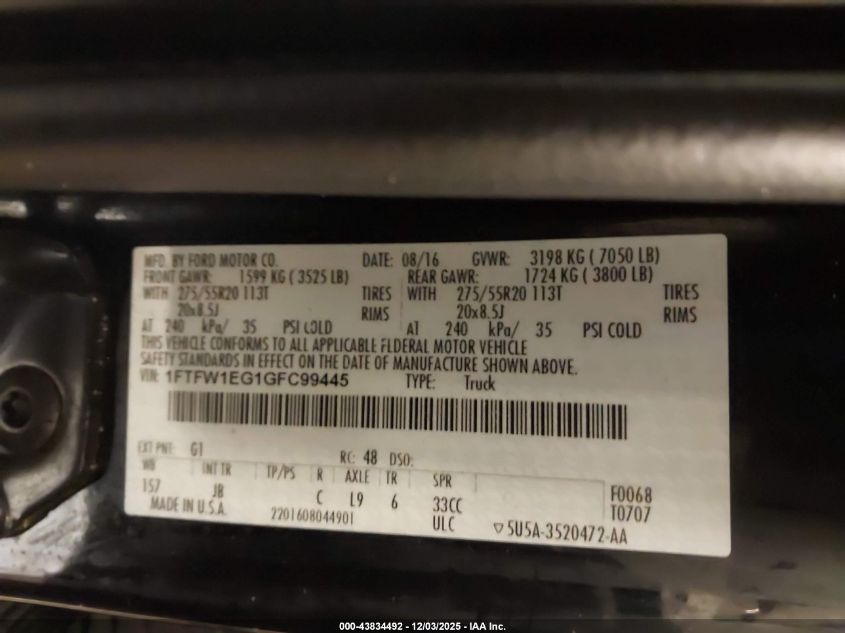 MFD. BY FORD MOTOR CO. DATE: 08/16 GVWR: 3198 KG ( 7050 LB)
FRONT GAWR: 1599 KG ( 3525 LB) REAR GAWR: 1724 KG ( 3800 LB)
WITH 275/55R20 113T TIRES WITH 275/55R20 113T TIRES
20x8.5J RIMS 20x8.5J RIMS
AT 240 kPa/ 35 PSI COLD AT 240 kPa/ 35 PSI COLD
THIS VEHICLE CONFORMS TO ALL APPLICABLE FEDERAL MOTOR VEHICLE
SAFETY STANDARDS IN EFFECT ON THE DATE OF MANUFACTURE SHOWN ABOVE.
VIN: 1FTFW1EG1GFC99445 TYPE: Truck
EXT PNT: G1 RC: 48 DSO:
WB INT TR TP/PS R AXLE TR SPR
157 JB C L9 6 33CC F0068
MADE IN U.S.A. 2201608044901 ULC T0707
5U5A-3520472-AA
000-43834492 - 12/03/2025 - IAA Inc.